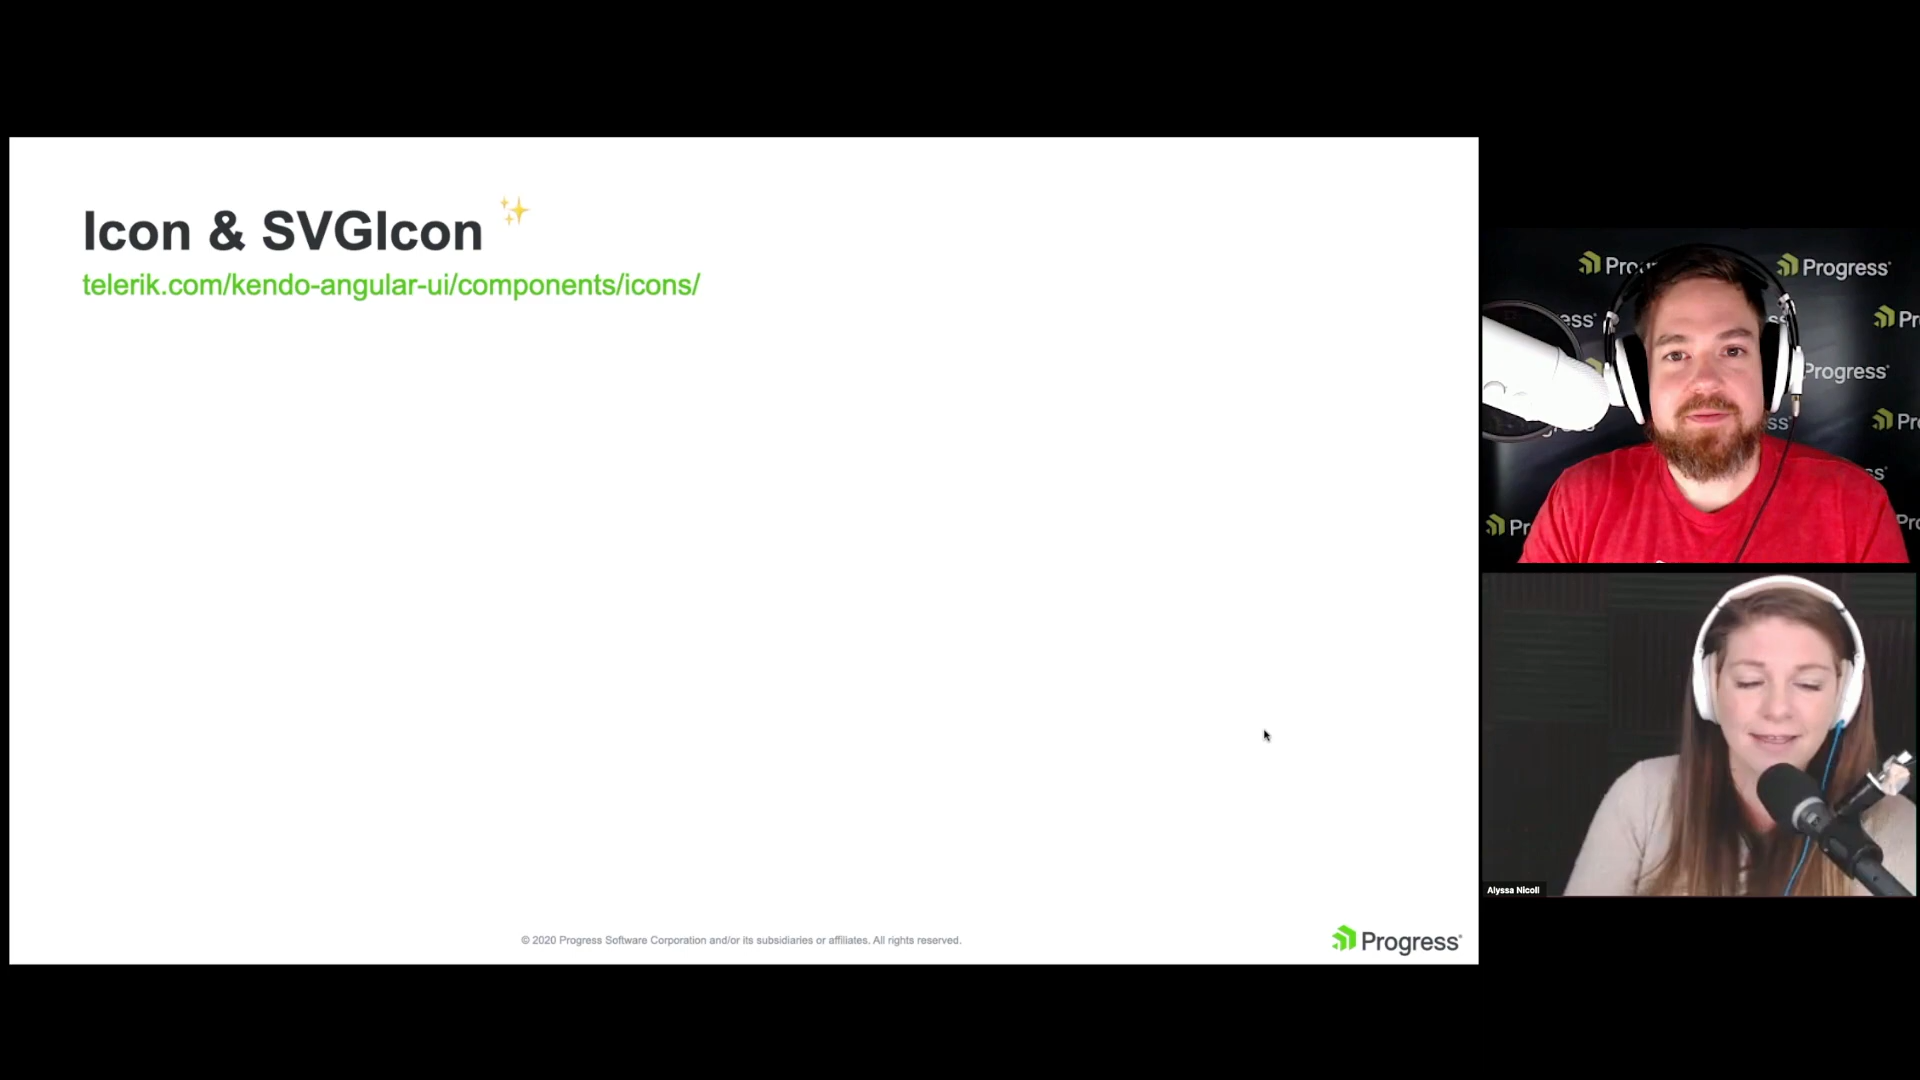 Icon & SVGIcon
telerik.com/kendo-angular-ui/components/icons/
© 2020 Progress Software Corporation and/or its subsidiaries or affiliates. All rights reserved.
Progress
Progress
Progress
Alyssa Nicoll